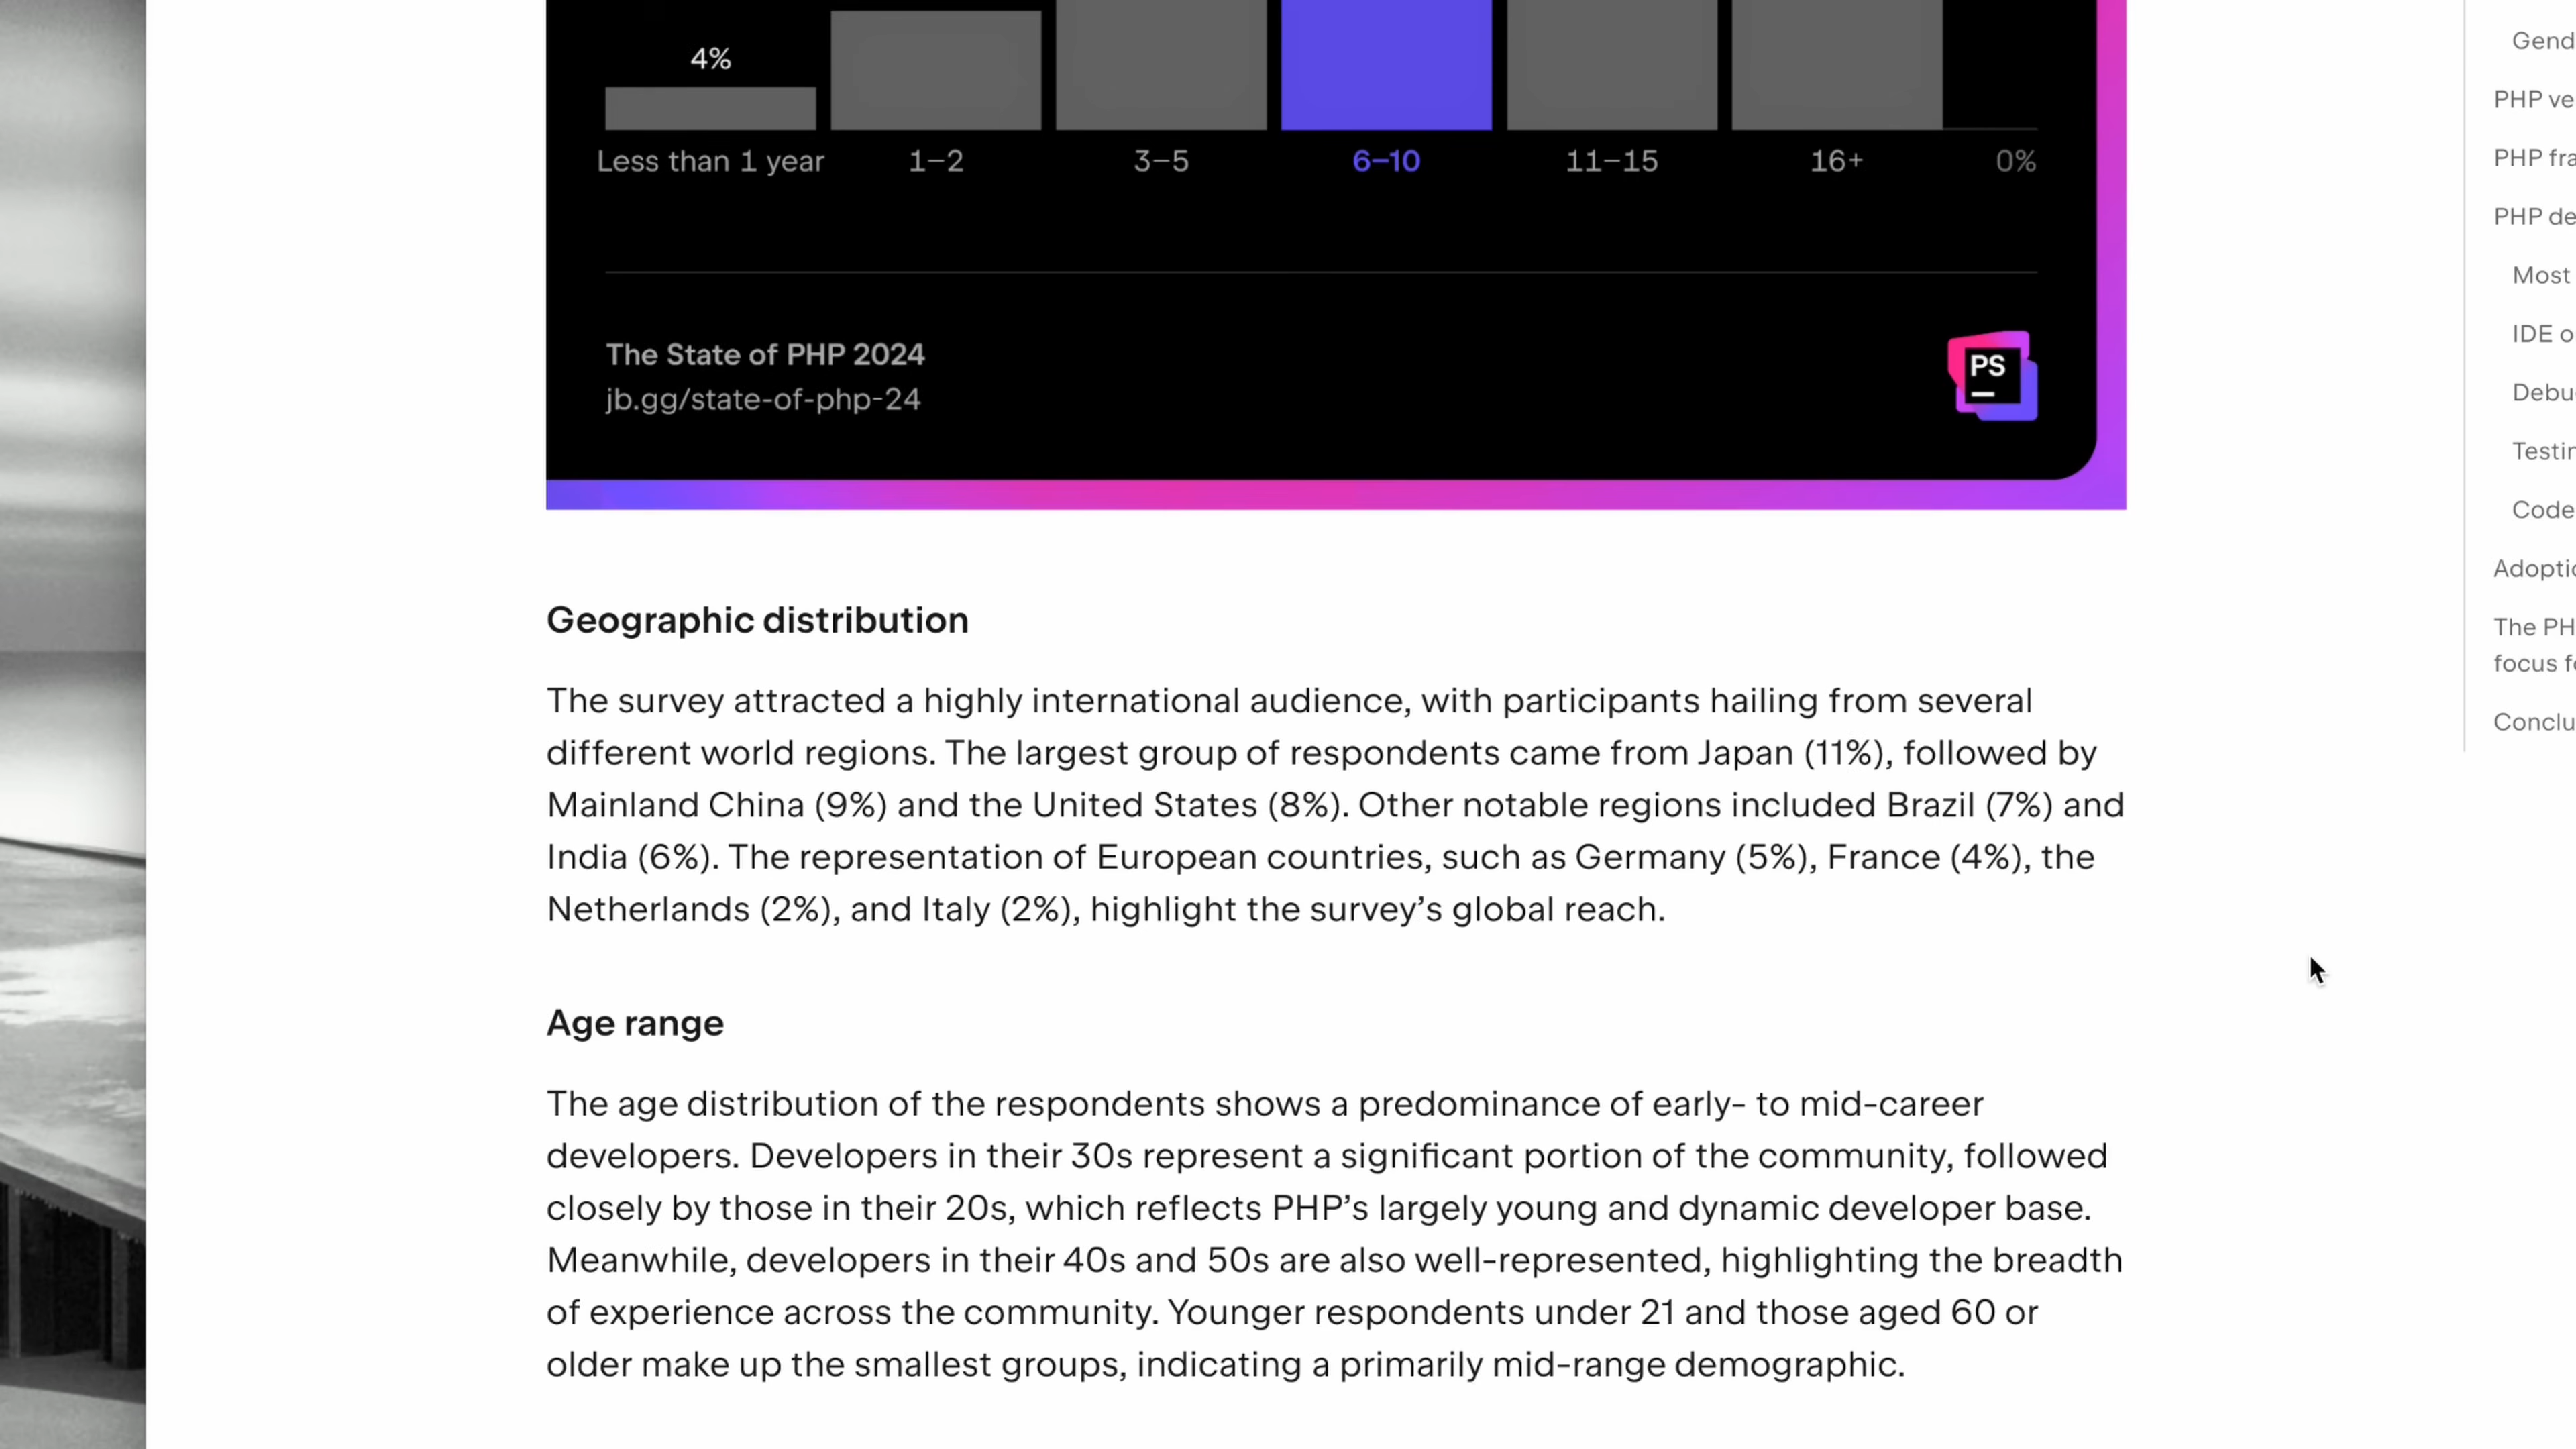 4%
Less than 1 year
1–2
3–5
6–10
11–15
16+
0%
The State of PHP 2024
jb.gg/state-of-php-24
PS
Geographic distribution
The survey attracted a highly international audience, with participants hailing from several
different world regions. The largest group of respondents came from Japan (11%), followed by
Mainland China (9%) and the United States (8%). Other notable regions included Brazil (7%) and
India (6%). The representation of European countries, such as Germany (5%), France (4%), the
Netherlands (2%), and Italy (2%), highlight the survey’s global reach.
Age range
The age distribution of the respondents shows a predominance of early- to mid-career
developers. Developers in their 30s represent a significant portion of the community, followed
closely by those in their 20s, which reflects PHP’s largely young and dynamic developer base.
Meanwhile, developers in their 40s and 50s are also well-represented, highlighting the breadth
of experience across the community. Younger respondents under 21 and those aged 60 or
older make up the smallest groups, indicating a primarily mid-range demographic.
PHP
PHP
PHP
Most
IDE
Code
The
focus